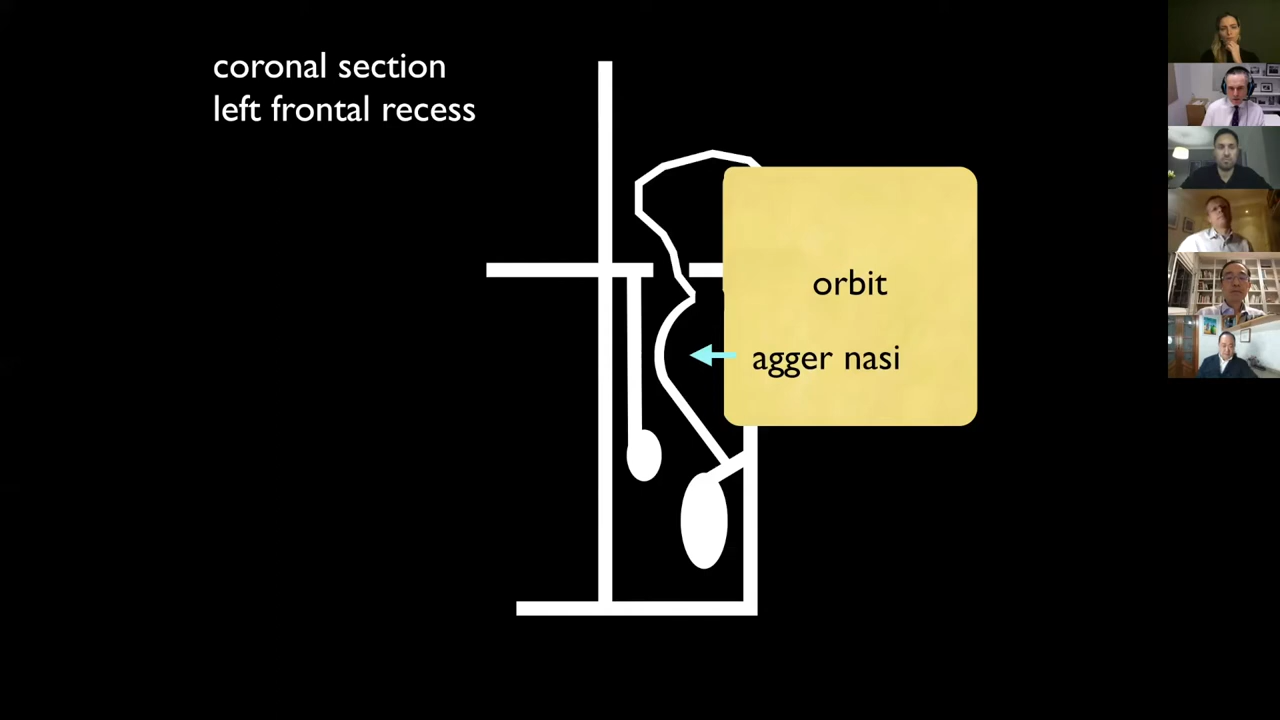 coronal section
left frontal recess
orbit
agger nasi